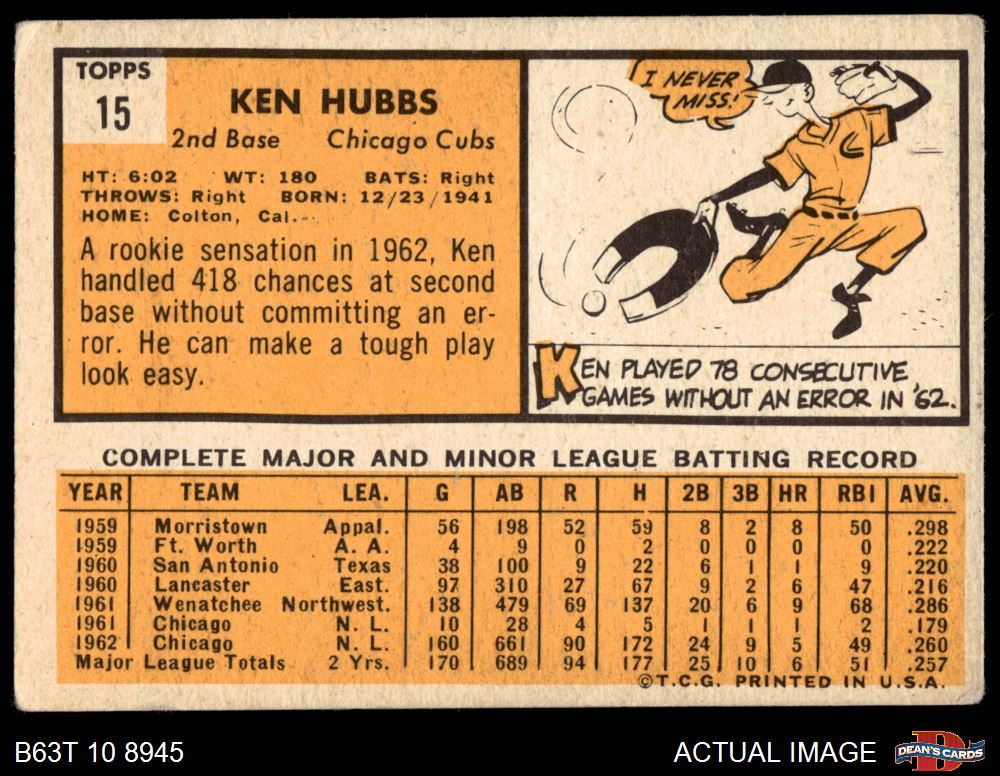 TOPPS
15
KEN HUBBS
2nd Base Chicago Cubs
HT: 6:02 WT: 180 BATS: Right
THROWS: Right BORN: 12/23/1941
HOME: Colton, Cal.
A rookie sensation in 1962, Ken
handled 418 chances at second
base without committing an er-
ror. He can make a tough play
look easy.
I NEVER
MISS!
C
KEN PLAYED 78 CONSECUTIVE
GAMES WITHOUT AN ERROR IN '62.
COMPLETE MAJOR AND MINOR LEAGUE BATTING RECORD
YEAR TEAM LEA. G AB R H 2B 3B HR RBI AVG.
1959 Morristown Appal. 56 198 52 59 8 2 8 50 .298
1959 Ft. Worth A. A. 4 9 0 2 0 0 0 0 .222
1960 San Antonio Texas 38 100 9 22 6 1 1 9 .220
1960 Lancaster East. 97 310 27 67 9 2 6 47 .216
1961 Wenatchee Northwest. 138 479 69 137 20 6 9 68 .286
1961 Chicago N. L. 10 28 4 5 1 1 1 2 .179
1962 Chicago N. L. 160 661 90 172 24 9 5 49 .260
Major League Totals 2 Yrs. 170 689 94 177 25 10 6 51 .257
©T.C.G. PRINTED IN U.S.A.
B63T 10 8945
ACTUAL IMAGE
D
DEAN'S CARDS